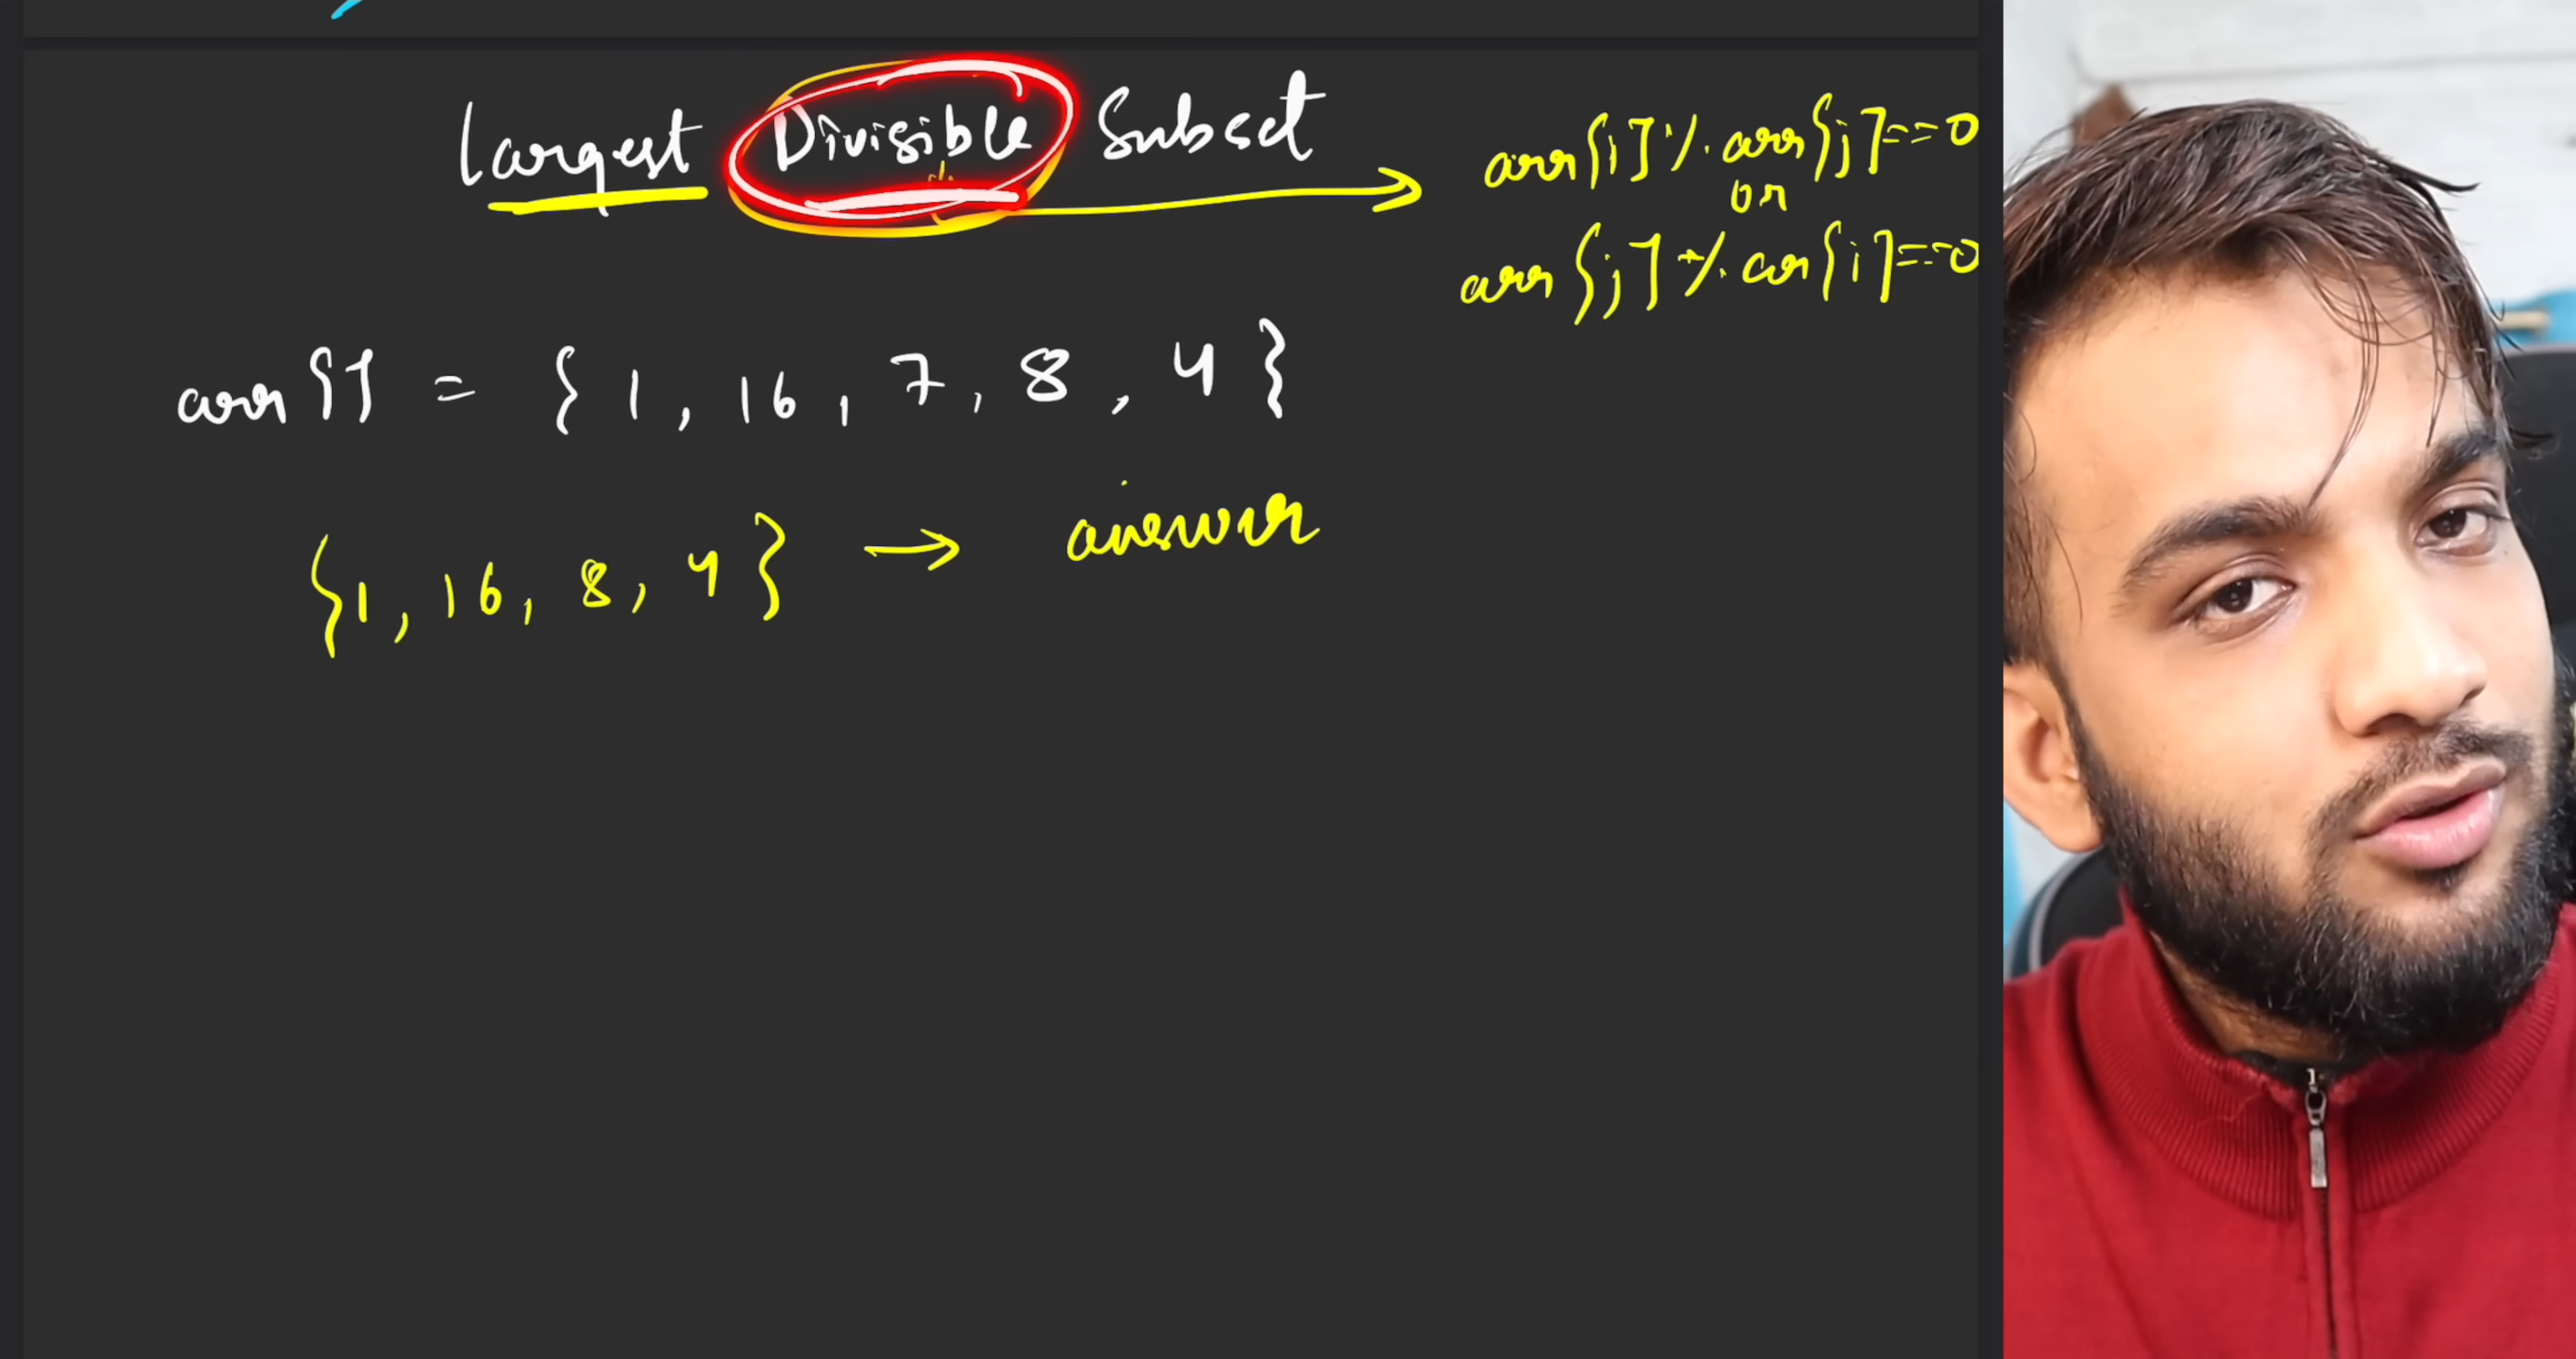 Largest Divisible Subset
arr[i] % arr[j] == 0
or
arr[j] % arr[i] == 0
arr[] = { 1, 16, 7, 8, 4 }
{1, 16, 8, 4} → answer